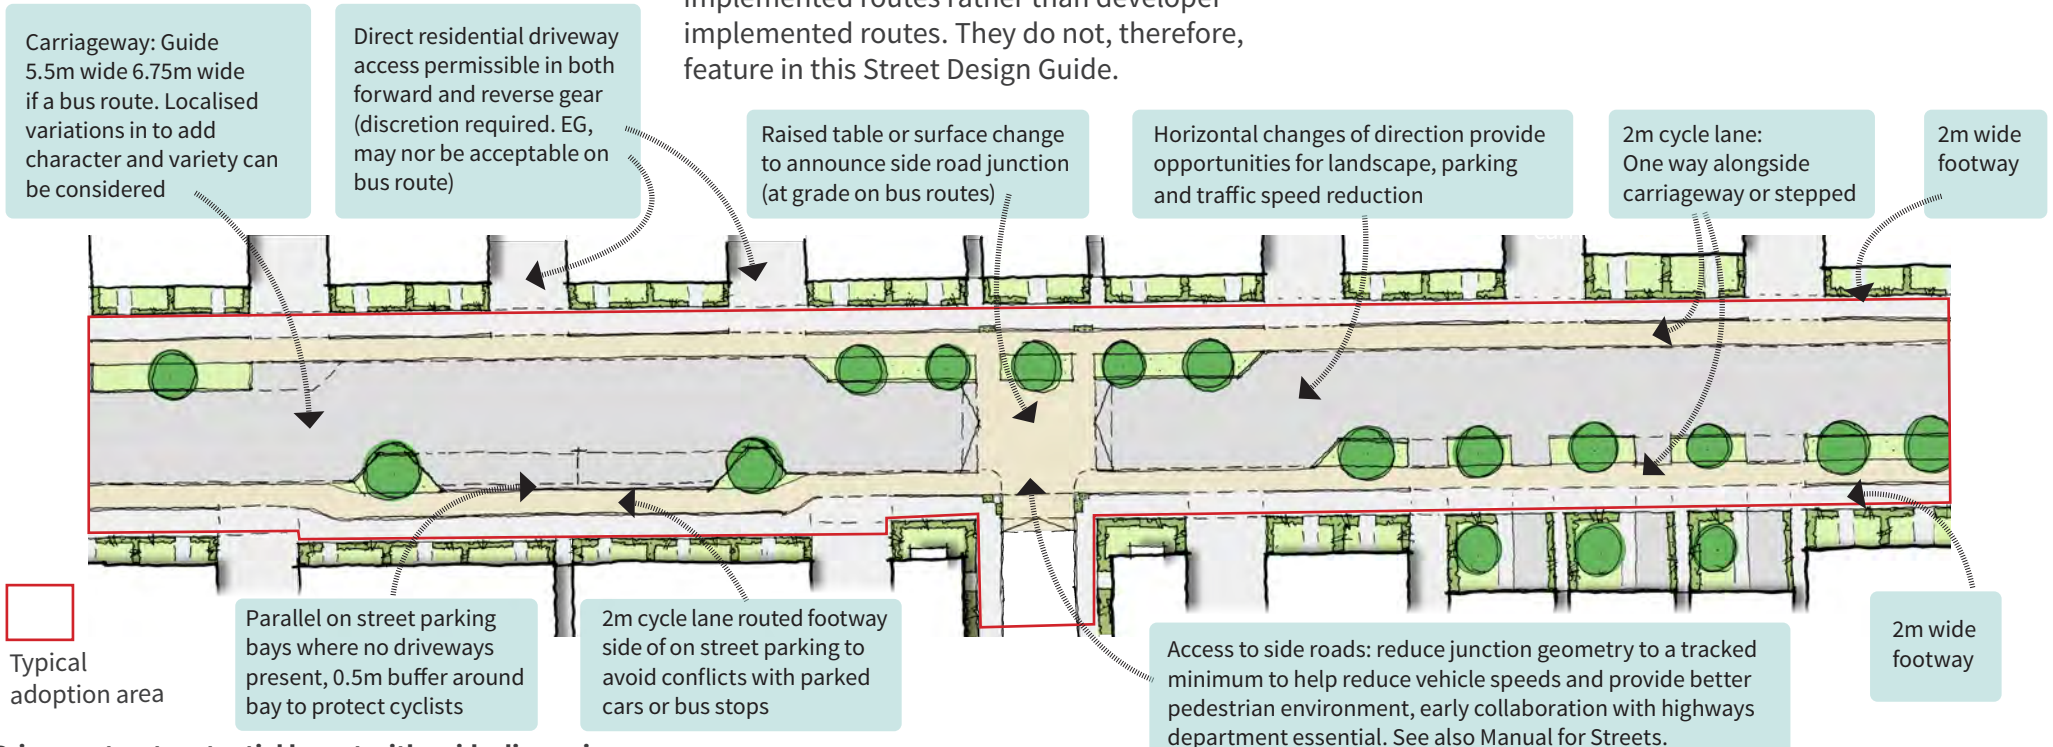 implemented routes rather than developer
implemented routes. They do not, therefore,
feature in this Street Design Guide.
Carriageway: Guide
5.5m wide 6.75m wide
if a bus route. Localised
variations in to add
character and variety can
be considered
Direct residential driveway
access permissible in both
forward and reverse gear
(discretion required. EG,
may nor be acceptable on
bus route)
Raised table or surface change
to announce side road junction
(at grade on bus routes)
Horizontal changes of direction provide
opportunities for landscape, parking
and traffic speed reduction
2m cycle lane:
One way alongside
carriageway or stepped
2m wide
footway
Typical
adoption area
Parallel on street parking
bays where no driveways
present, 0.5m buffer around
bay to protect cyclists
2m cycle lane routed footway
side of on street parking to
avoid conflicts with parked
cars or bus stops
Access to side roads: reduce junction geometry to a tracked
minimum to help reduce vehicle speeds and provide better
pedestrian environment, early collaboration with highways
department essential. See also Manual for Streets.
2m wide
footway